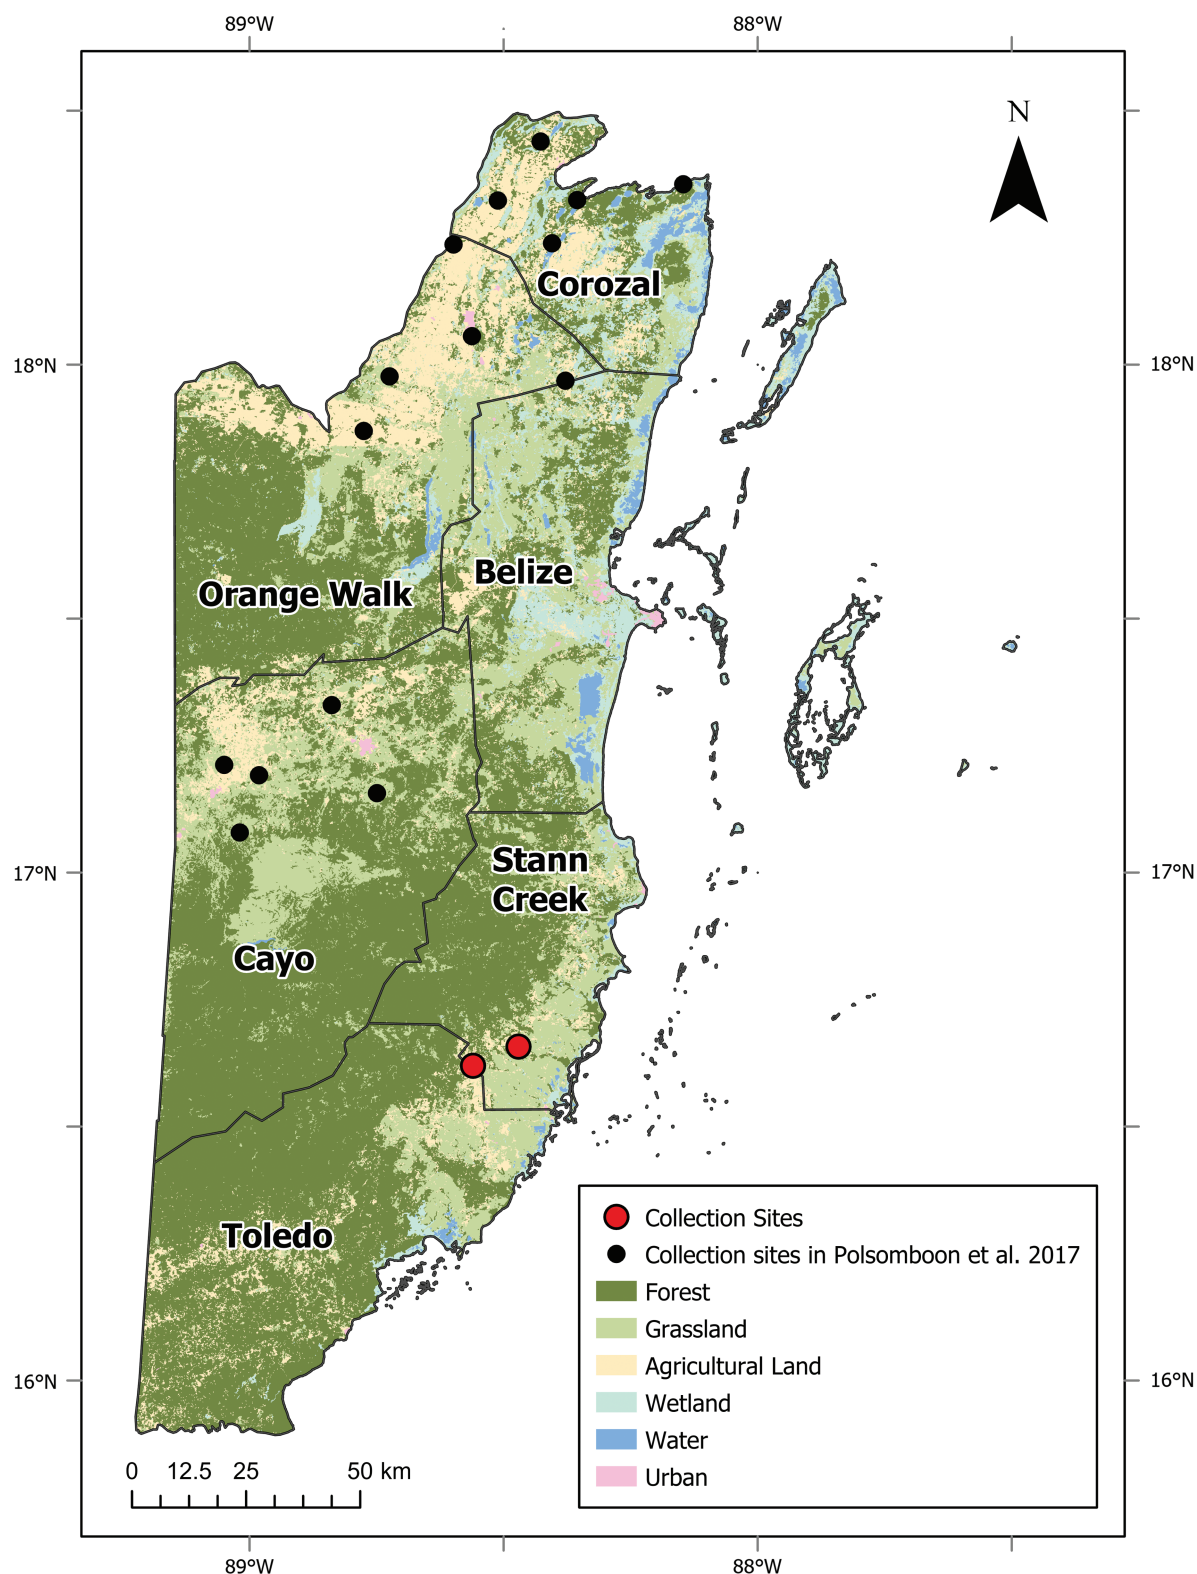 89°W
88°W
N
Corozal
18°N
18°N
Belize
Orange Walk
Stann
Creek
17°N
17°N
Cayo
Toledo
Collection Sites
Collection sites in Polsomboon et al. 2017
Forest
Grassland
Agricultural Land
Wetland
Water
Urban
16°N
16°N
0 12.5 25 50 km
89°W
88°W